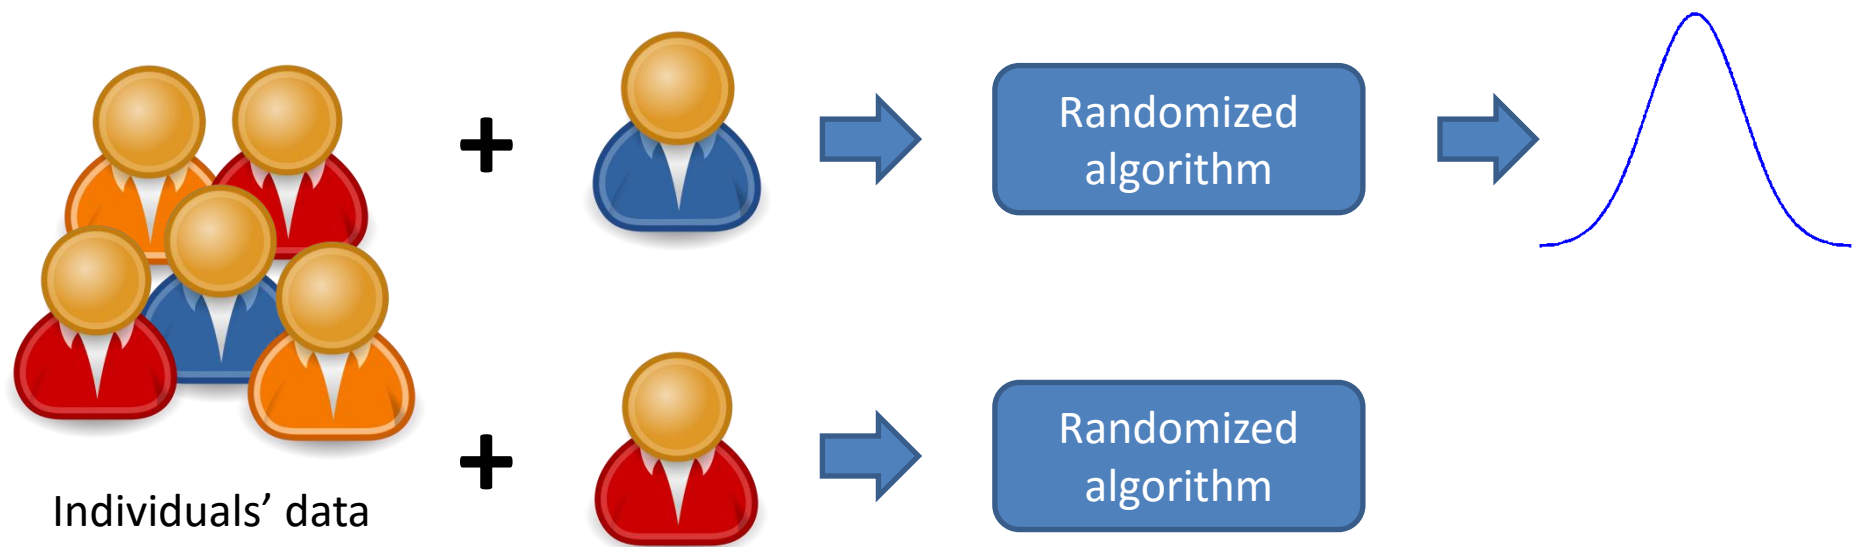 +
Randomized
algorithm
+
Randomized
algorithm
Individuals’ data